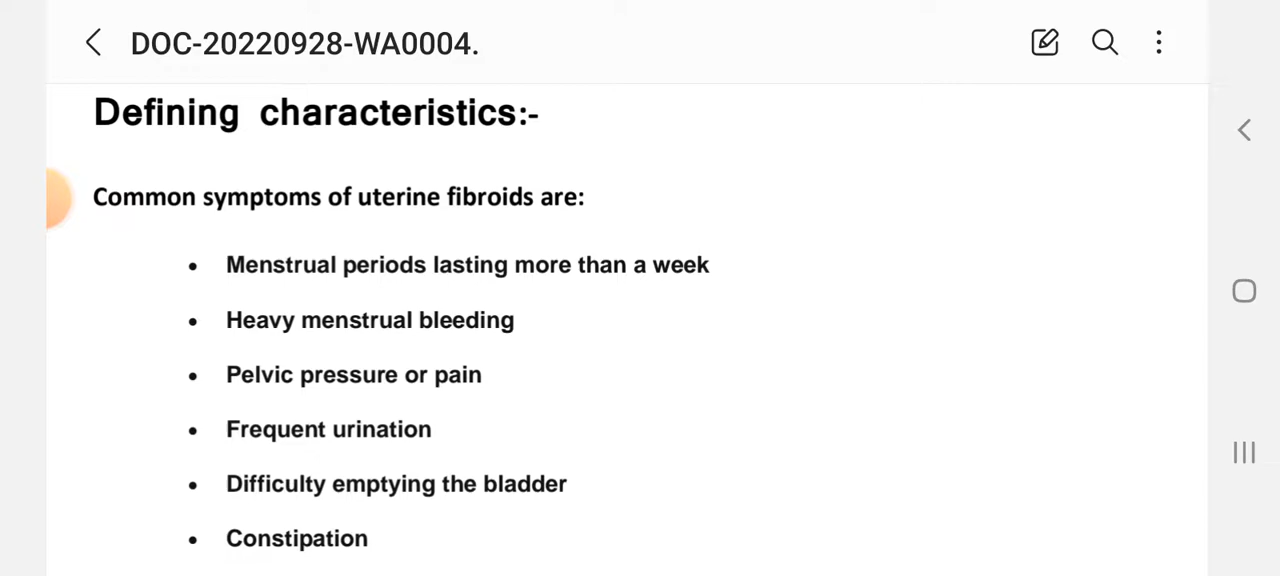 DOC-20220928-WA0004.
Defining characteristics:-
Common symptoms of uterine fibroids are:
• Menstrual periods lasting more than a week
• Heavy menstrual bleeding
• Pelvic pressure or pain
• Frequent urination
• Difficulty emptying the bladder
• Constipation